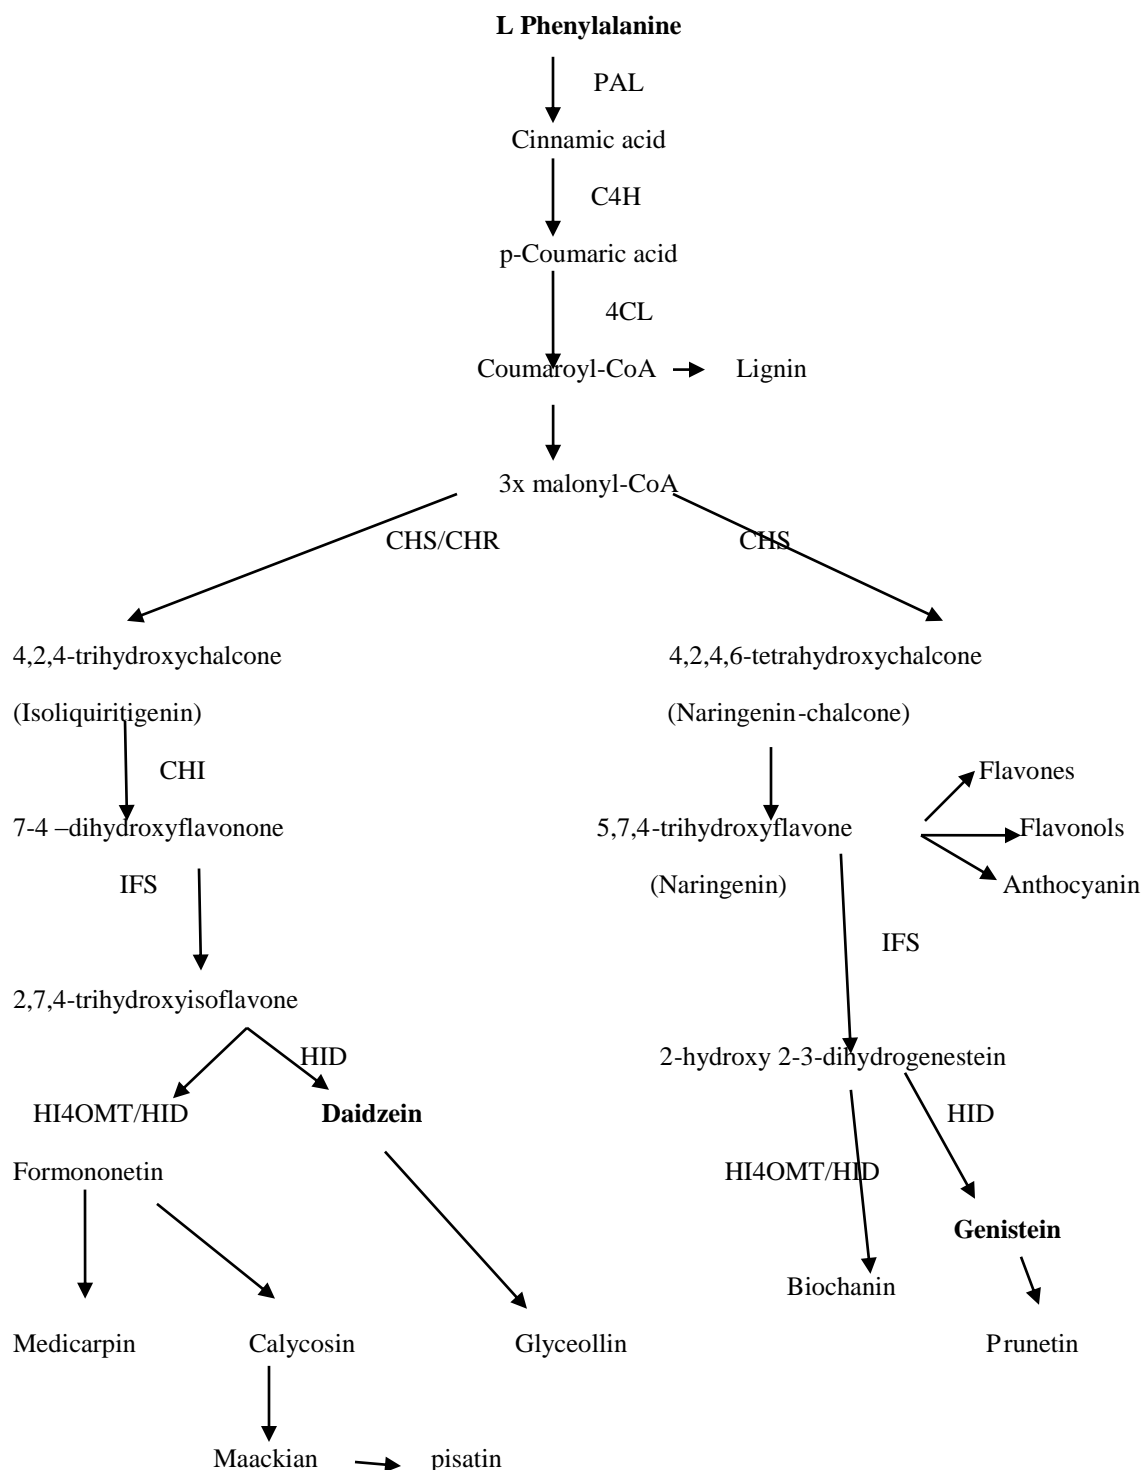 L Phenylalanine
PAL
Cinnamic acid
C4H
p-Coumaric acid
4CL
Coumaroyl-CoA Lignin
3x malonyl-CoA
CHS/CHR CHS
4,2,4-trihydroxychalcone 4,2,4,6-tetrahydroxychalcone
(Isoliquiritigenin) (Naringenin-chalcone)
CHI Flavones
7-4 –dihydroxyflavonone 5,7,4-trihydroxyflavone Flavonols
IFS (Naringenin) Anthocyanin
IFS
2,7,4-trihydroxyisoflavone
HID 2-hydroxy 2-3-dihydrogenestein
HI4OMT/HID Daidzein HID
Formononetin HI4OMT/HID
Genistein
Biochanin
Medicarpin Calycosin Glyceollin Prunetin
Maackian pisatin